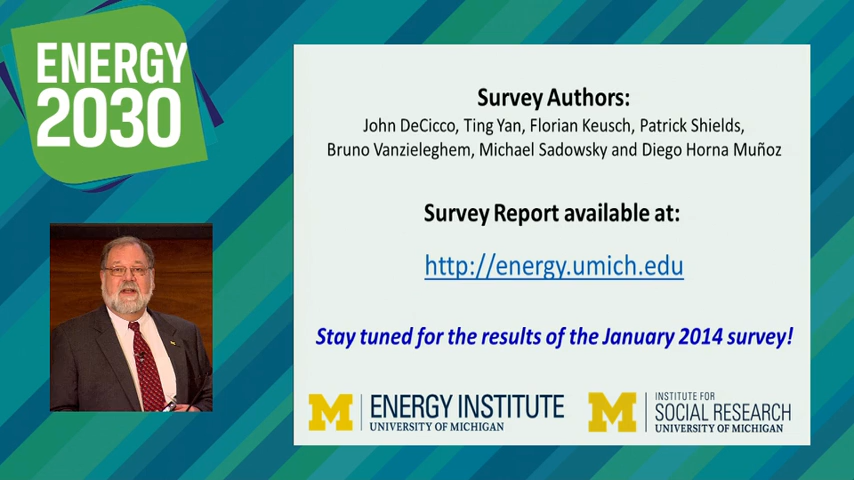 ENERGY
2030
Survey Authors:
John DeCicco, Ting Yan, Florian Keusch, Patrick Shields,
Bruno Vanzieleghem, Michael Sadowsky and Diego Horna Muñoz
Survey Report available at:
http://energy.umich.edu
Stay tuned for the results of the January 2014 survey!
M ENERGY INSTITUTE
UNIVERSITY OF MICHIGAN
M INSTITUTE FOR
SOCIAL RESEARCH
UNIVERSITY OF MICHIGAN